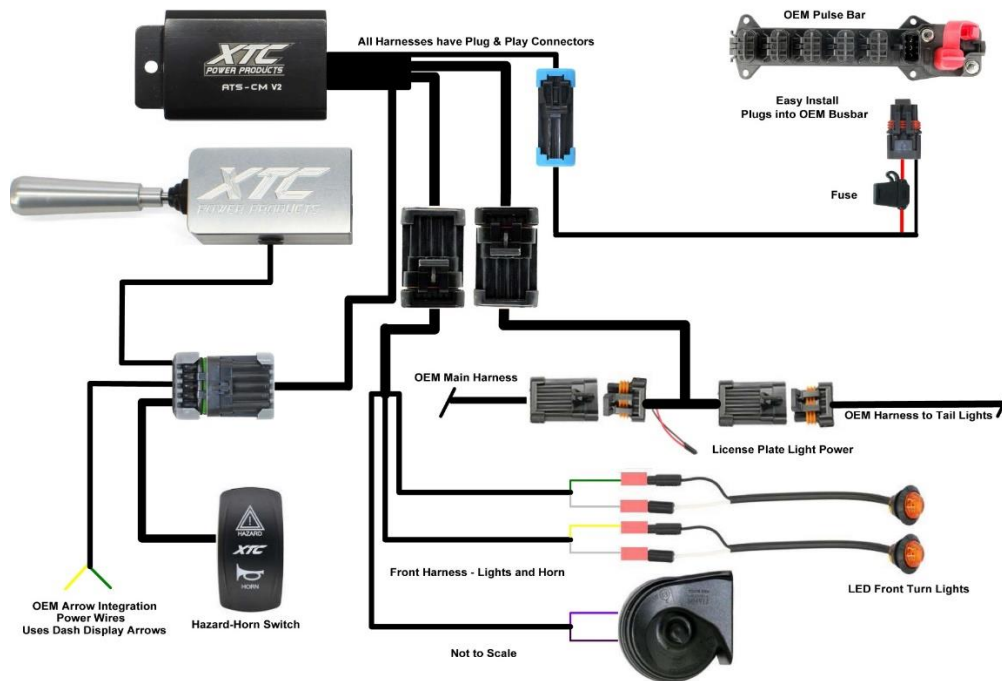 XTC
POWER PRODUCTS
ATS-CM V2
All Harnesses have Plug & Play Connectors
OEM Pulse Bar
Easy Install
Plugs into OEM Busbar
Fuse
XTC
POWER PRODUCTS
OEM Main Harness
OEM Harness to Tail Lights
License Plate Light Power
HAZARD
XTC
HORN
OEM Arrow Integration
Power Wires
Uses Dash Display Arrows
Hazard-Horn Switch
Front Harness - Lights and Horn
LED Front Turn Lights
Not to Scale